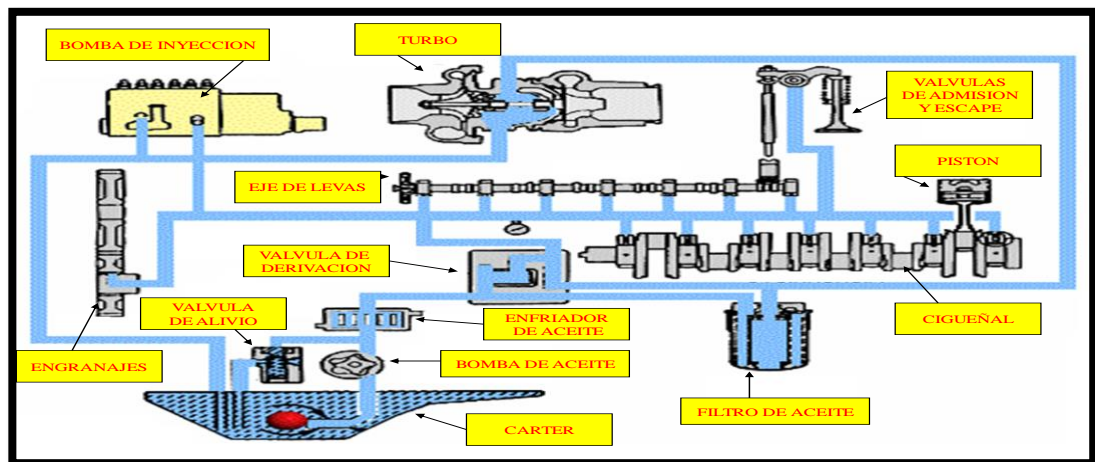 BOMBA DE INYECCION
TURBO
VALVULAS
DE ADMISION
Y ESCAPE
PISTON
EJE DE LEVAS
VALVULA DE
DERIVACION
VALVULA
DE ALIVIO
ENFRIADOR
DE ACEITE
CIGUEÑAL
ENGRANAJES
BOMBA DE ACEITE
FILTRO DE ACEITE
CARTER